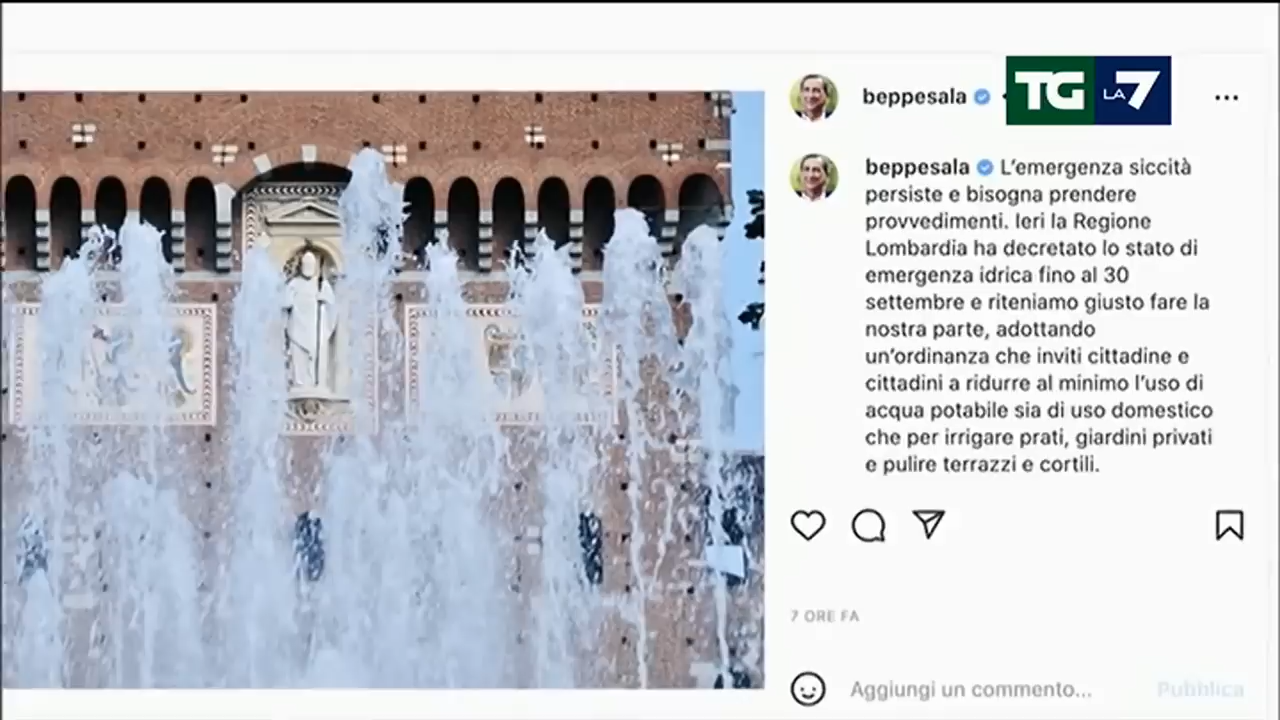 beppesala
TG LA 7
beppesala L'emergenza siccità
persiste e bisogna prendere
provvedimenti. Ieri la Regione
Lombardia ha decretato lo stato di
emergenza idrica fino al 30
settembre e riteniamo giusto fare la
nostra parte, adottando
un'ordinanza che inviti cittadine e
cittadini a ridurre al minimo l'uso di
acqua potabile sia di uso domestico
che per irrigare prati, giardini privati
e pulire terrazzi e cortili.
7 ORE FA
Aggiungi un commento... Pubblica